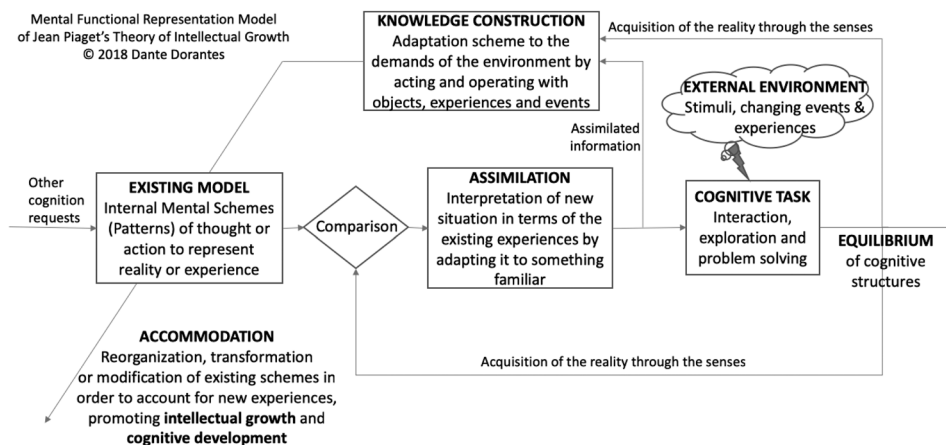 Mental Functional Representation Model
of Jean Piaget's Theory of Intellectual Growth
© 2018 Dante Dorantes
KNOWLEDGE CONSTRUCTION
Adaptation scheme to the
demands of the environment by
acting and operating with
objects, experiences and events
Acquisition of the reality through the senses
EXTERNAL ENVIRONMENT
Stimuli, changing events &
experiences
Assimilated
information
Other
cognition
requests
EXISTING MODEL
Internal Mental Schemes
(Patterns) of thought or
action to represent
reality or experience
Comparison
ASSIMILATION
Interpretation of new
situation in terms of the
existing experiences by
adapting it to something
familiar
COGNITIVE TASK
Interaction,
exploration and
problem solving
EQUILIBRIUM
of cognitive
structures
ACCOMMODATION
Reorganization, transformation
or modification of existing schemes in
order to account for new experiences,
promoting intellectual growth and
cognitive development
Acquisition of the reality through the senses